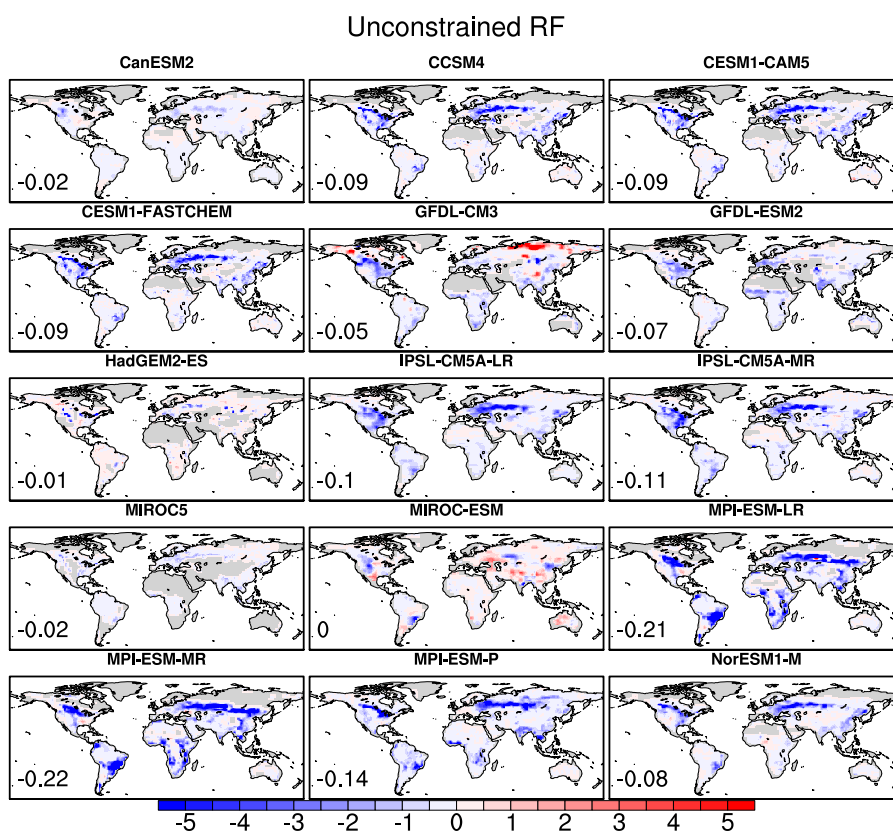 Unconstrained RF
CanESM2 CCSM4 CESM1-CAM5
-0.02 -0.09 -0.09
CESM1-FASTCHEM GFDL-CM3 GFDL-ESM2
-0.09 -0.05 -0.07
HadGEM2-ES IPSL-CM5A-LR IPSL-CM5A-MR
-0.01 -0.1 -0.11
MIROC5 MIROC-ESM MPI-ESM-LR
-0.02 0 -0.21
MPI-ESM-MR MPI-ESM-P NorESM1-M
-0.22 -0.14 -0.08
-5 -4 -3 -2 -1 0 1 2 3 4 5